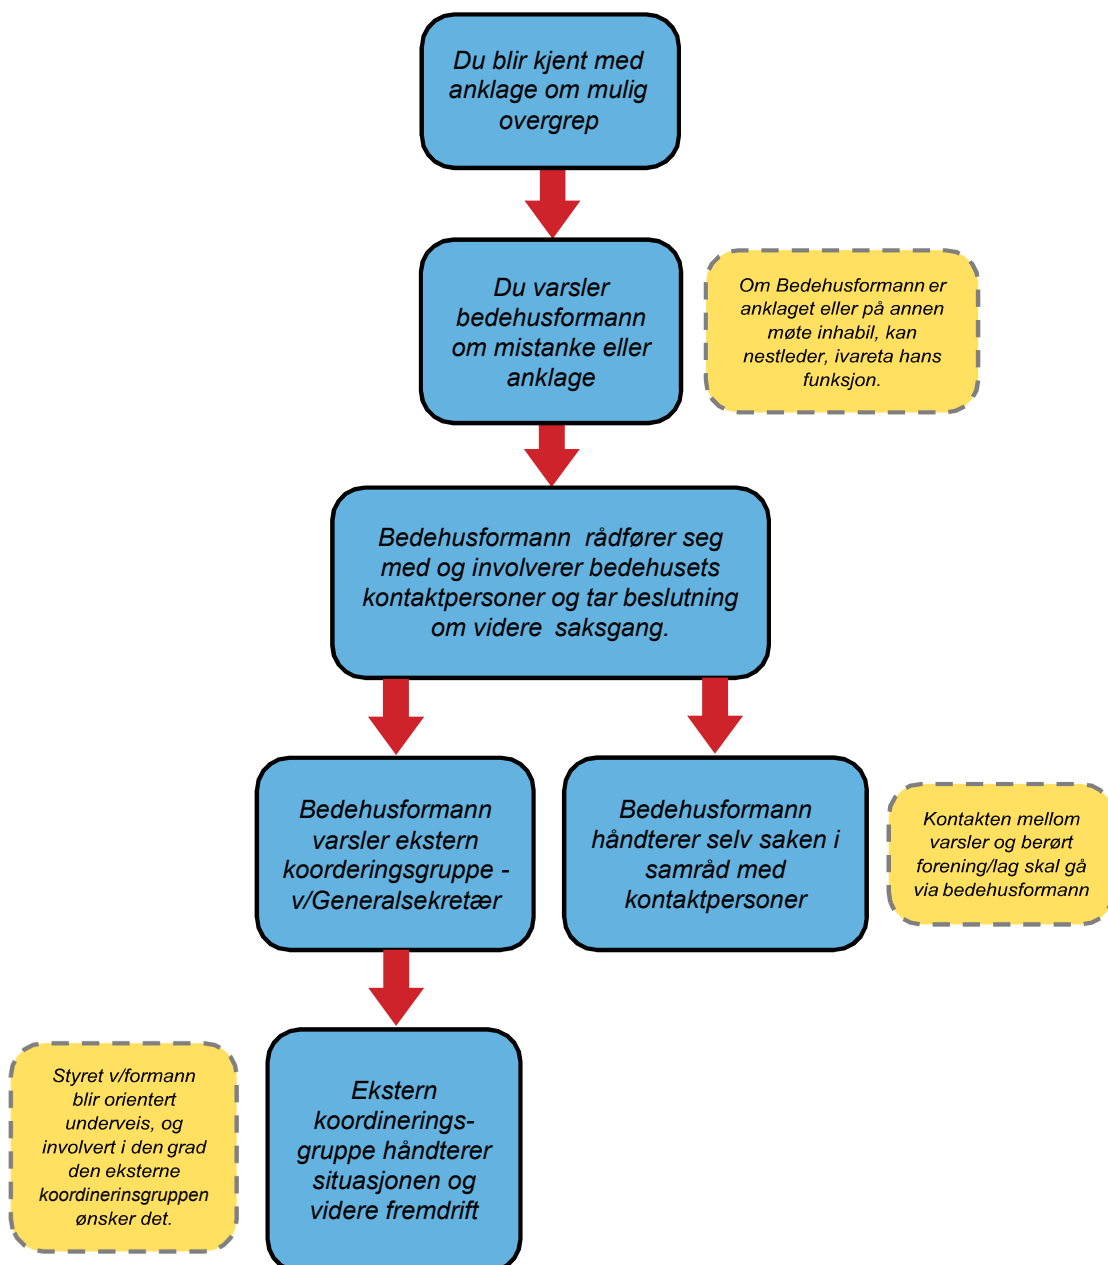 Du blir kjent med
anklage om mulig
overgrep
Du varsler
bedehusformann
om mistanke eller
anklage
Om Bedehusformann er
anklaget eller på annen
møte inhabil, kan
nestleder, ivareta hans
funksjon.
Bedehusformann rådfører seg
med og involverer bedehusets
kontaktpersoner og tar beslutning
om videre saksgang.
Bedehusformann
varsler ekstern
koorderingsgruppe -
v/Generalsekretær
Bedehusformann
håndterer selv saken i
samråd med
kontaktpersoner
Kontakten mellom
varsler og berørt
forening/lag skal gå
via bedehusformann
Styret v/formann
blir orientert
underveis, og
involvert i den grad
den eksterne
koordinerinsgruppen
ønsker det.
Ekstern
koordinerings-
gruppe håndterer
situasjonen og
videre fremdrift